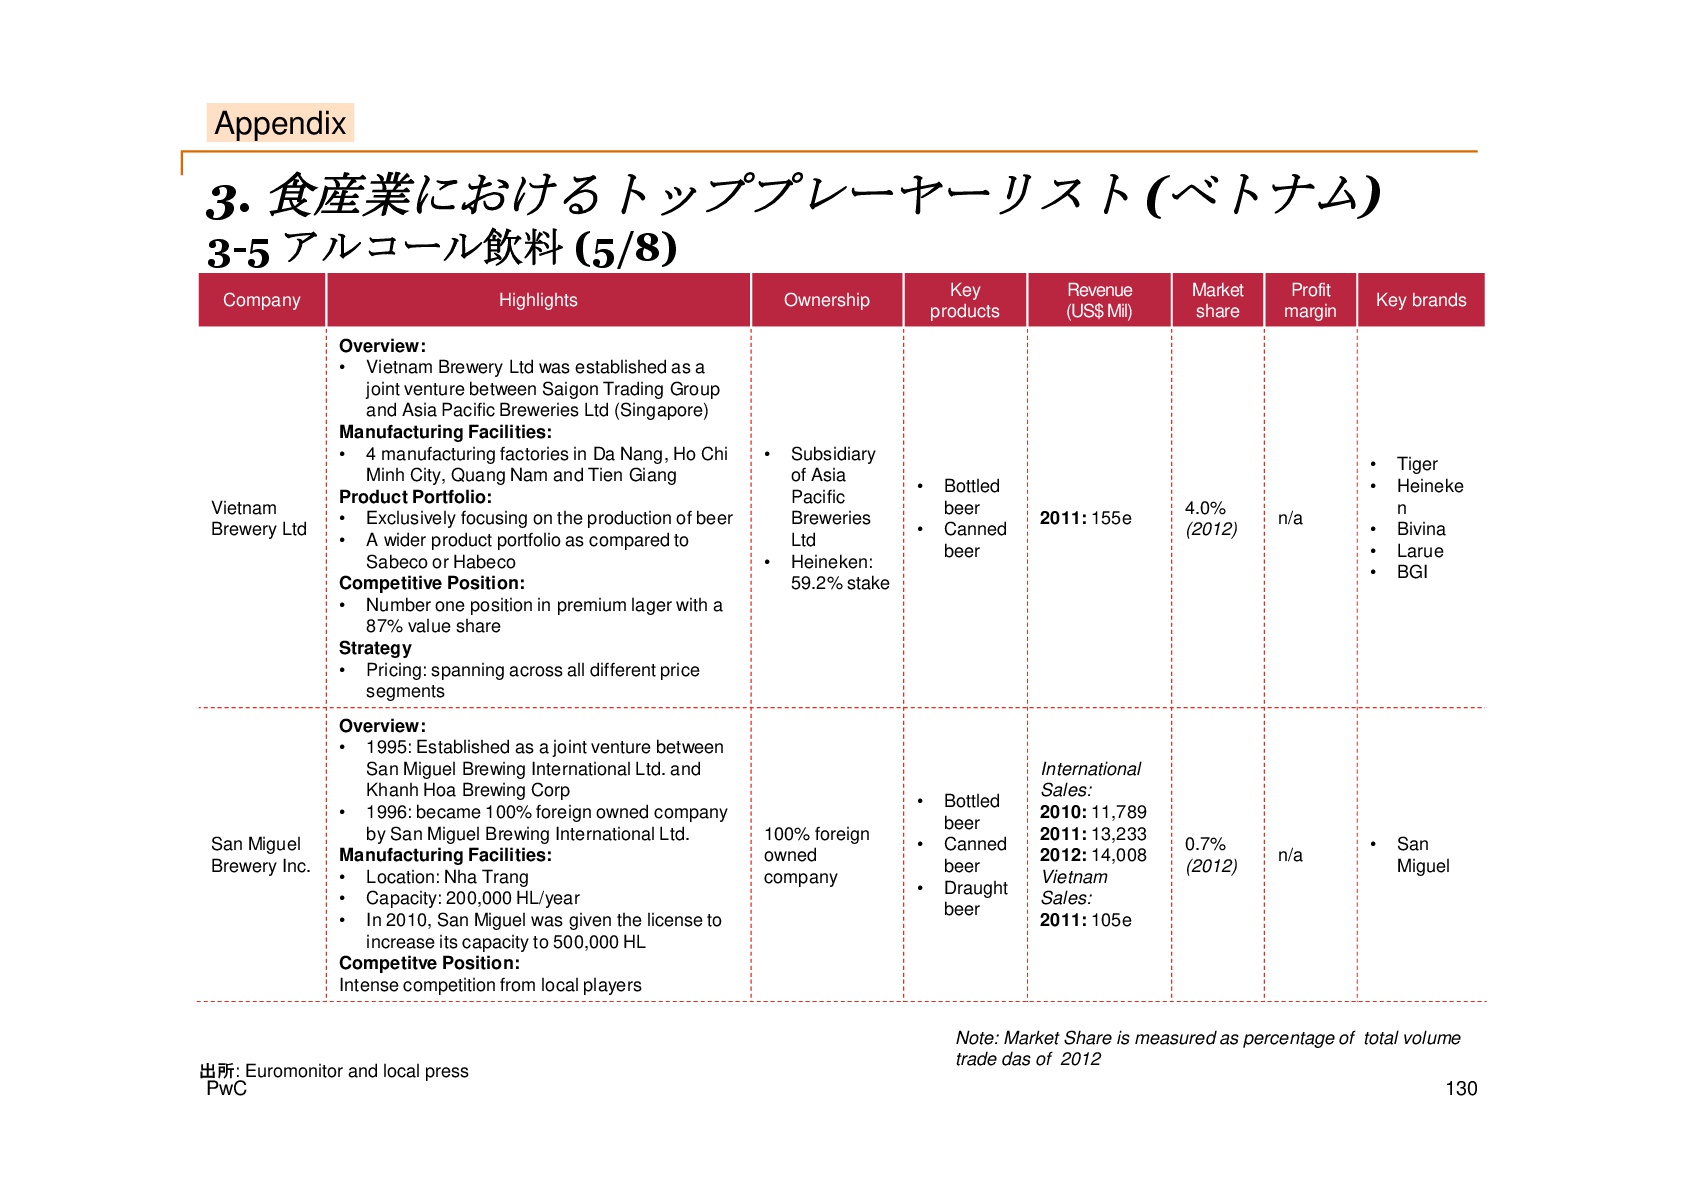 Appendix
3. 食産業におけるトッププレーヤーリスト(ベトナム)
3-5 アルコール飲料 (5/8)
Company
Highlights
Ownership
Key
products
Revenue
(US$ Mil)
Market
share
Profit
margin
Key brands
Vietnam
Brewery Ltd
Overview:
• Vietnam Brewery Ltd was established as a
joint venture between Saigon Trading Group
and Asia Pacific Breweries Ltd (Singapore)
Manufacturing Facilities:
• 4 manufacturing factories in Da Nang, Ho Chi
Minh City, Quang Nam and Tien Giang
Product Portfolio:
• Exclusively focusing on the production of beer
• A wider product portfolio as compared to
Sabeco or Habeco
Competitive Position:
• Number one position in premium lager with a
87% value share
Strategy
• Pricing: spanning across all different price
segments
• Subsidiary
of Asia
Pacific
Breweries
Ltd
• Heineken:
59.2% stake
• Bottled
beer
• Canned
beer
2011: 155e
4.0%
(2012)
n/a
• Tiger
• Heineke
n
• Bivina
• Larue
• BGI
San Miguel
Brewery Inc.
Overview:
• 1995: Established as a joint venture between
San Miguel Brewing International Ltd. and
Khanh Hoa Brewing Corp
• 1996: became 100% foreign owned company
by San Miguel Brewing International Ltd.
Manufacturing Facilities:
• Location: Nha Trang
• Capacity: 200,000 HL/year
• In 2010, San Miguel was given the license to
increase its capacity to 500,000 HL
Competitve Position:
Intense competition from local players
100% foreign
owned
company
• Bottled
beer
• Canned
beer
• Draught
beer
International
Sales:
2010: 11,789
2011: 13,233
2012: 14,008
Vietnam
Sales:
2011: 105e
0.7%
(2012)
n/a
• San
Miguel
Note: Market Share is measured as percentage of total volume
trade das of 2012
出所: Euromonitor and local press
PwC
130